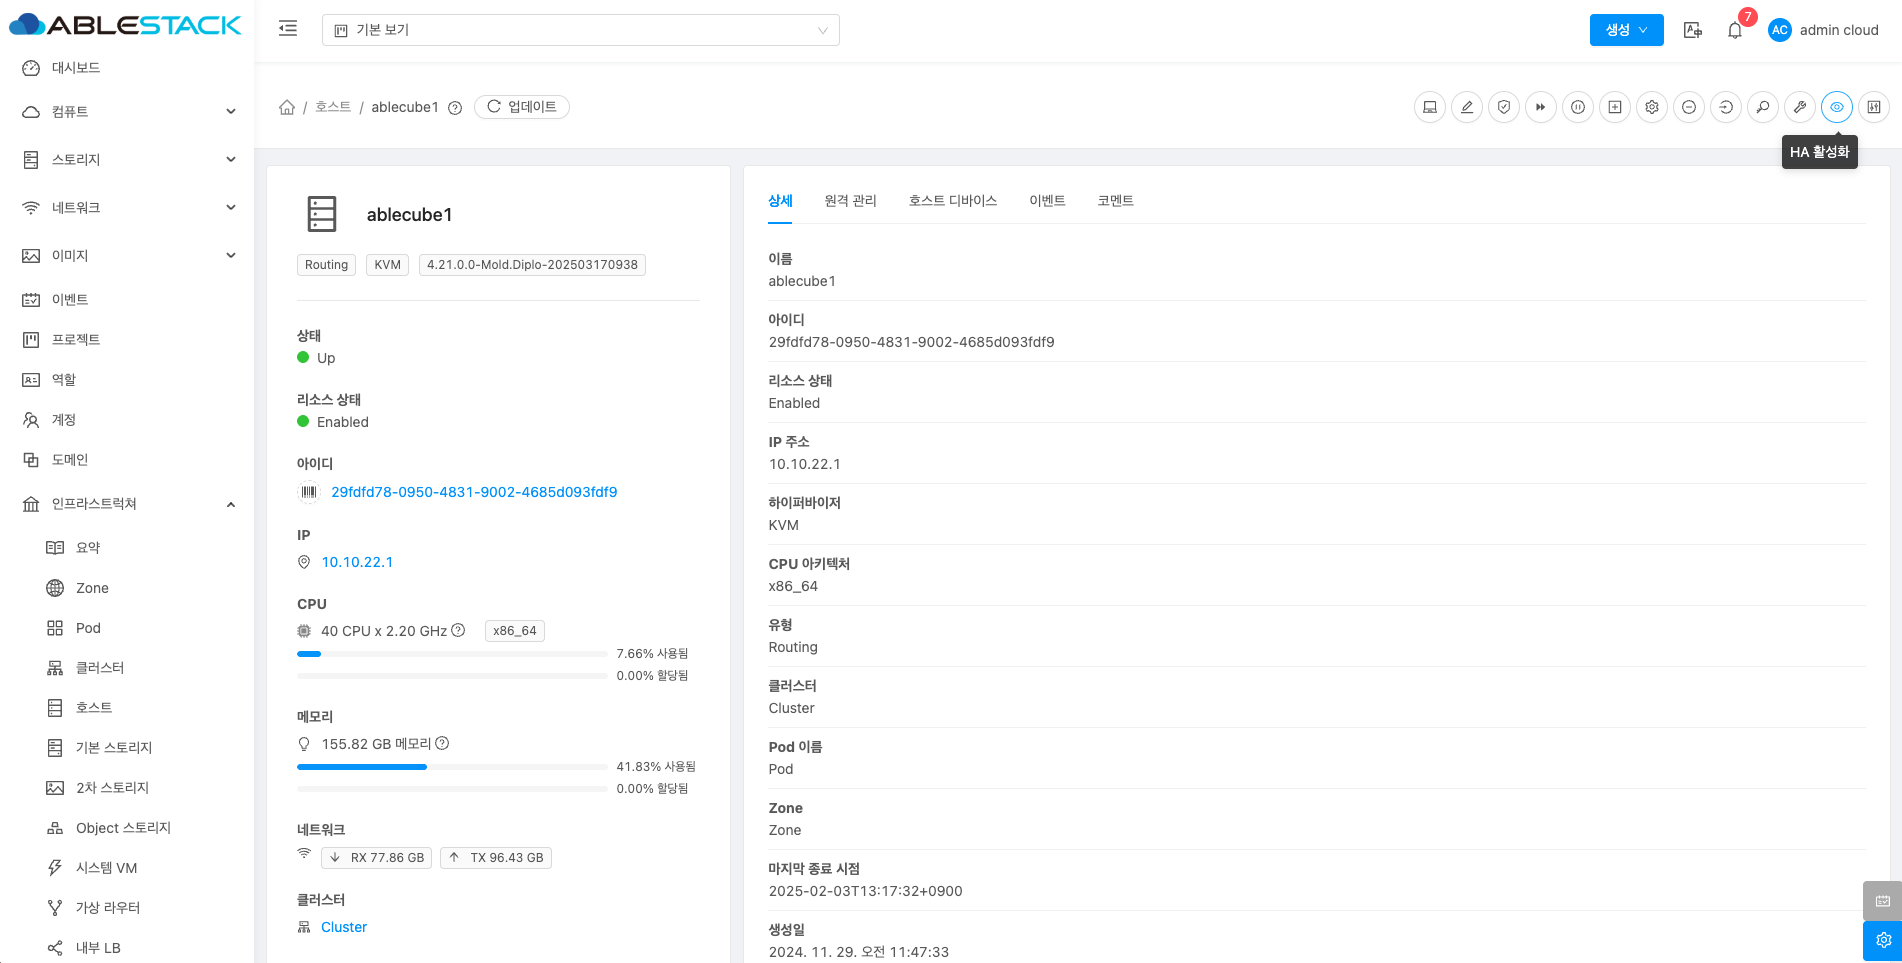 ABLESTACK
기본 보기
생성
7
AC
admin cloud
대시보드
컴퓨트
스토리지
네트워크
이미지
이벤트
프로젝트
역할
계정
도메인
인프라스트럭쳐
요약
Zone
Pod
클러스터
호스트
기본 스토리지
2차 스토리지
Object 스토리지
시스템 VM
가상 라우터
내부 LB
/ 호스트 / ablecube1
업데이트
HA 활성화
ablecube1
Routing
KVM
4.21.0.0-Mold.Diplo-202503170938
상태
Up
리소스 상태
Enabled
아이디
29fdfd78-0950-4831-9002-4685d093fdf9
IP
10.10.22.1
CPU
40 CPU x 2.20 GHz
x86_64
7.66% 사용됨
0.00% 할당됨
메모리
155.82 GB 메모리
41.83% 사용됨
0.00% 할당됨
네트워크
RX 77.86 GB
TX 96.43 GB
클러스터
Cluster
상세
원격 관리
호스트 디바이스
이벤트
코멘트
이름
ablecube1
아이디
29fdfd78-0950-4831-9002-4685d093fdf9
리소스 상태
Enabled
IP 주소
10.10.22.1
하이퍼바이저
KVM
CPU 아키텍처
x86_64
유형
Routing
클러스터
Cluster
Pod 이름
Pod
Zone
Zone
마지막 종료 시점
2025-02-03T13:17:32+0900
생성일
2024. 11. 29. 오전 11:47:33